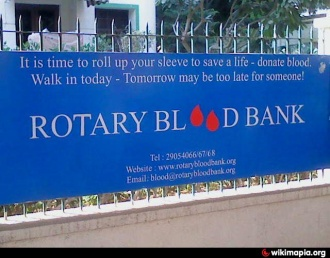 It is time to roll up your sleeve to save a life - donate blood.
Walk in today - Tomorrow may be too late for someone!
ROTARY BLOOD BANK
Tel : 29054066/67/68
Website : www.rotarybloodbank.org
Email: blood@rotarybloodbank.org
wikimapia.org